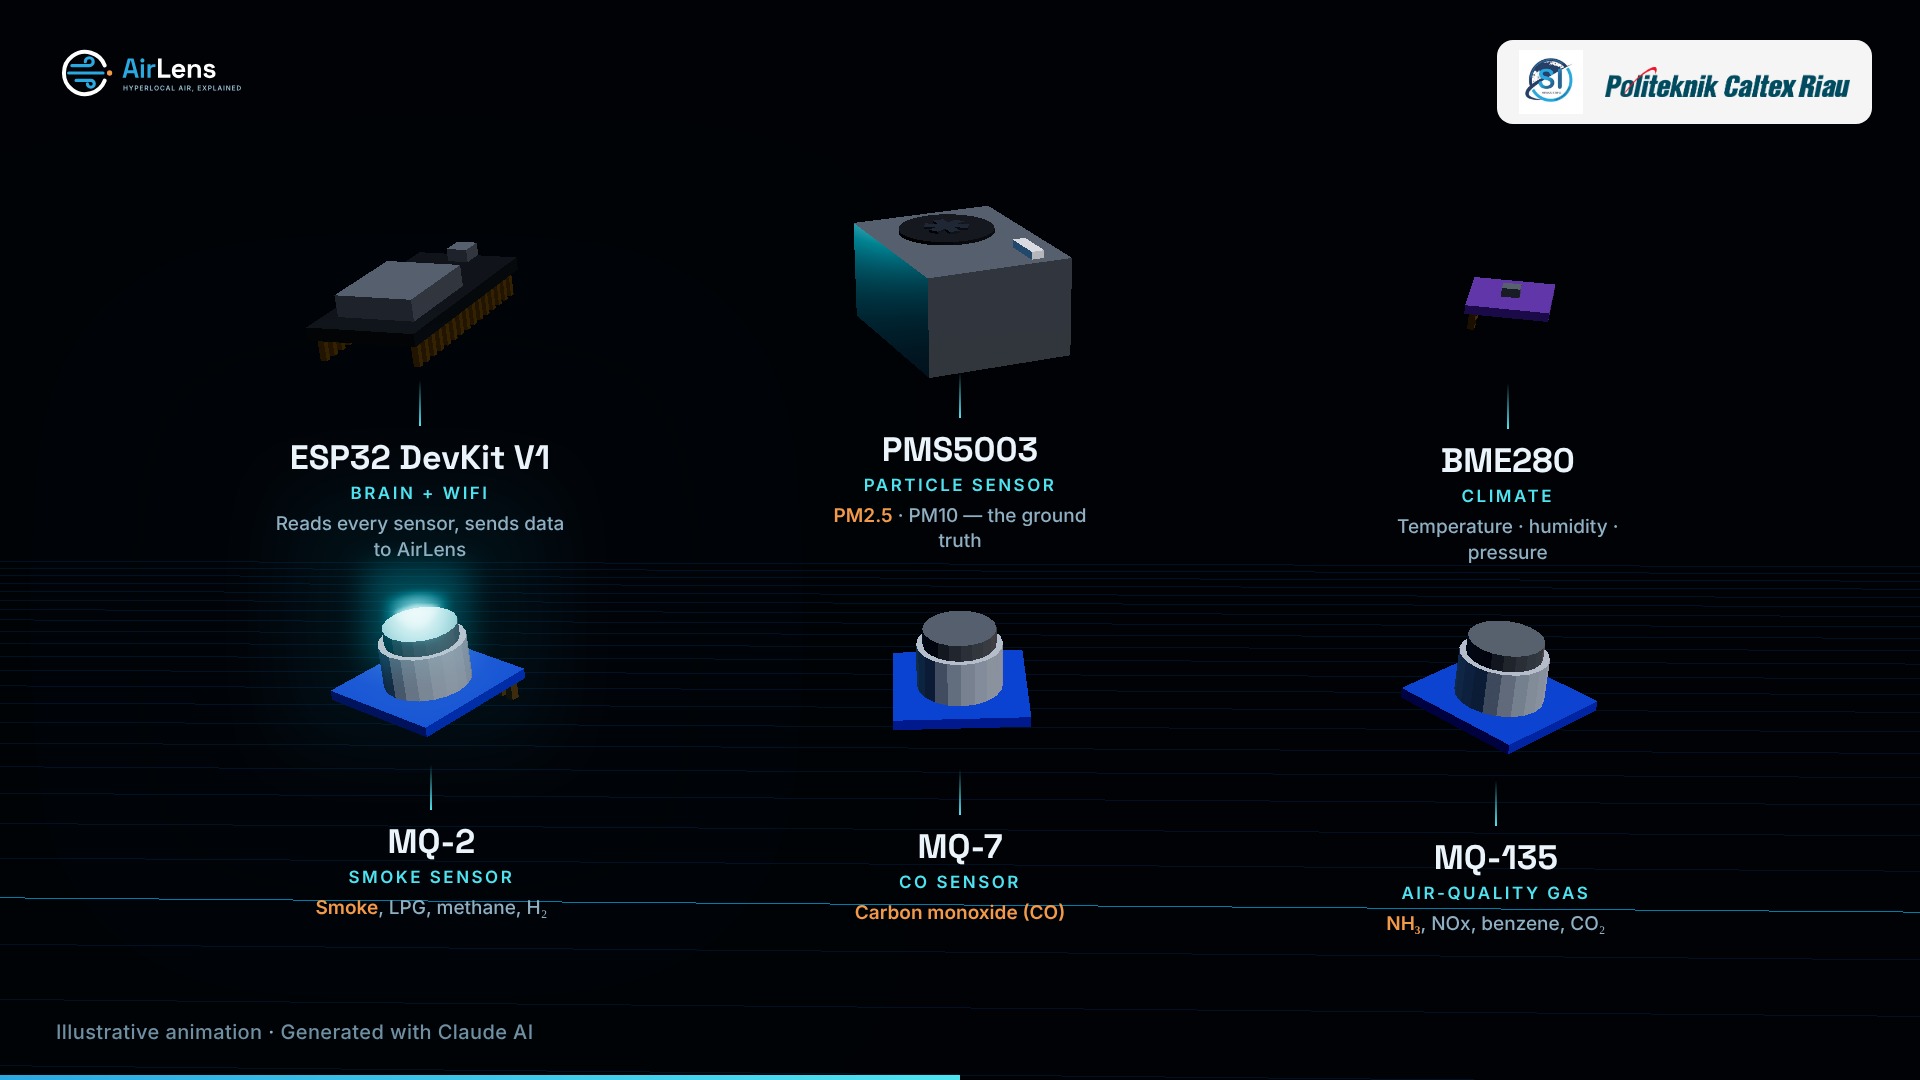 AirLens
HYPERLOCAL AIR, EXPLAINED
SI
Politeknik Caltex Riau
ESP32 DevKit V1
BRAIN + WIFI
Reads every sensor, sends data
to AirLens
PMS5003
PARTICLE SENSOR
PM2.5 · PM10 — the ground
truth
BME280
CLIMATE
Temperature · humidity ·
pressure
MQ-2
SMOKE SENSOR
Smoke, LPG, methane, H₂
MQ-7
CO SENSOR
Carbon monoxide (CO)
MQ-135
AIR-QUALITY GAS
NH₃, NOx, benzene, CO₂
Illustrative animation · Generated with Claude AI